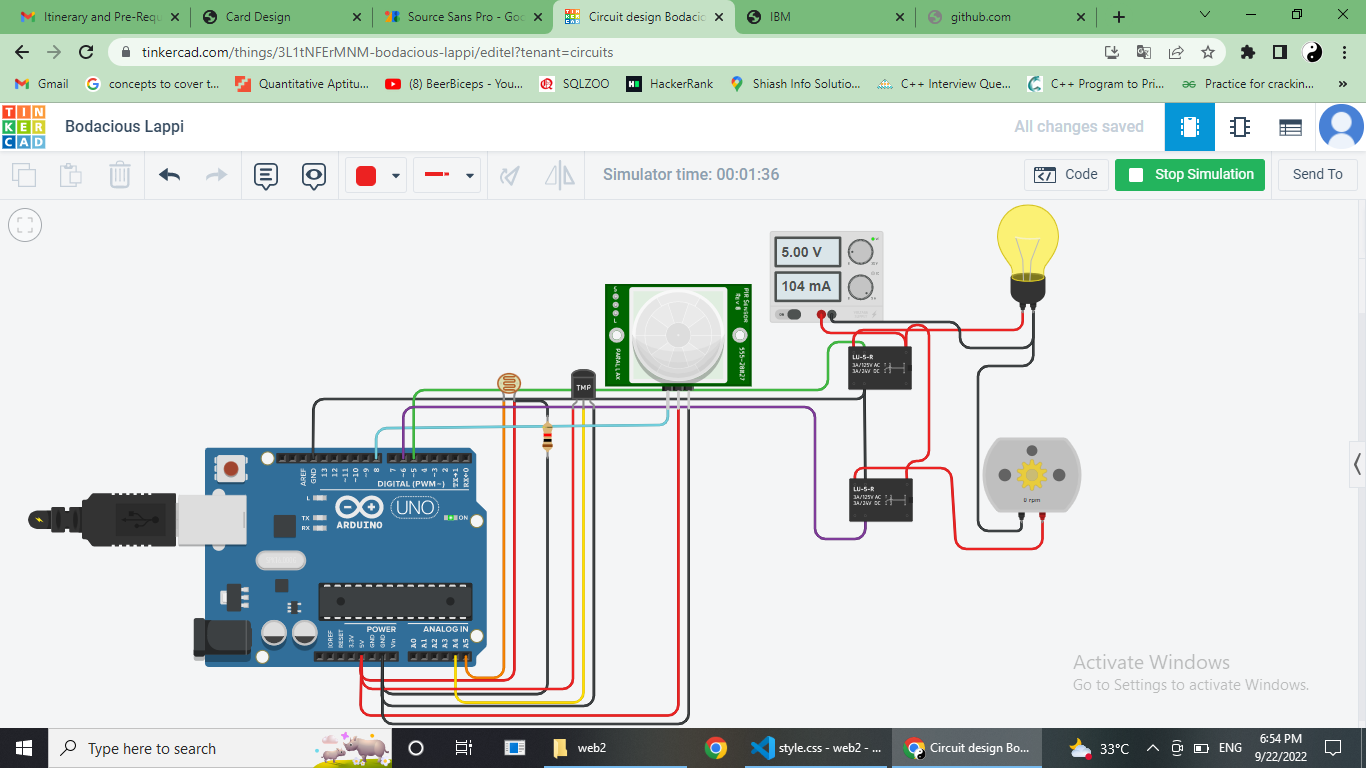 Itinerary and Pre-Requ
Card Design
Source Sans Pro - Goo
Circuit design Bodacio
IBM
github.com
tinkercad.com/things/3L1tNFErMNM-bodacious-lappi/editel?tenant=circuits
Gmail
concepts to cover t...
Quantitative Aptitu...
(8) BeerBiceps - You...
SQLZOO
HackerRank
Shiash Info Solutio...
C++ Interview Que...
C++ Program to Pri...
Practice for crackin...
»
TIN
KER
CAD
Bodacious Lappi
All changes saved
Simulator time: 00:01:36
Code
Stop Simulation
Send To
5.00 V
104 mA
PIR Sensor
Rev B
555-28027
PARALLAX
TMP
LU-5-R
3A/125V AC
3A/24V DC
LU-5-R
3A/125V AC
3A/24V DC
0 rpm
AREF
GND
13
12
~11
~10
~9
8
7
~6
~5
4
~3
2
TX→1
RX←0
DIGITAL (PWM~)
L
TX
RX
ARDUINO
UNO
ON
POWER
ANALOG IN
IOREF
RESET
3.3V
5V
GND
GND
Vin
A0
A1
A2
A3
A4
A5
Activate Windows
Go to Settings to activate Windows.
Type here to search
web2
style.css - web2 - ...
Circuit design Bo...
33°C
ENG
6:54 PM
9/22/2022